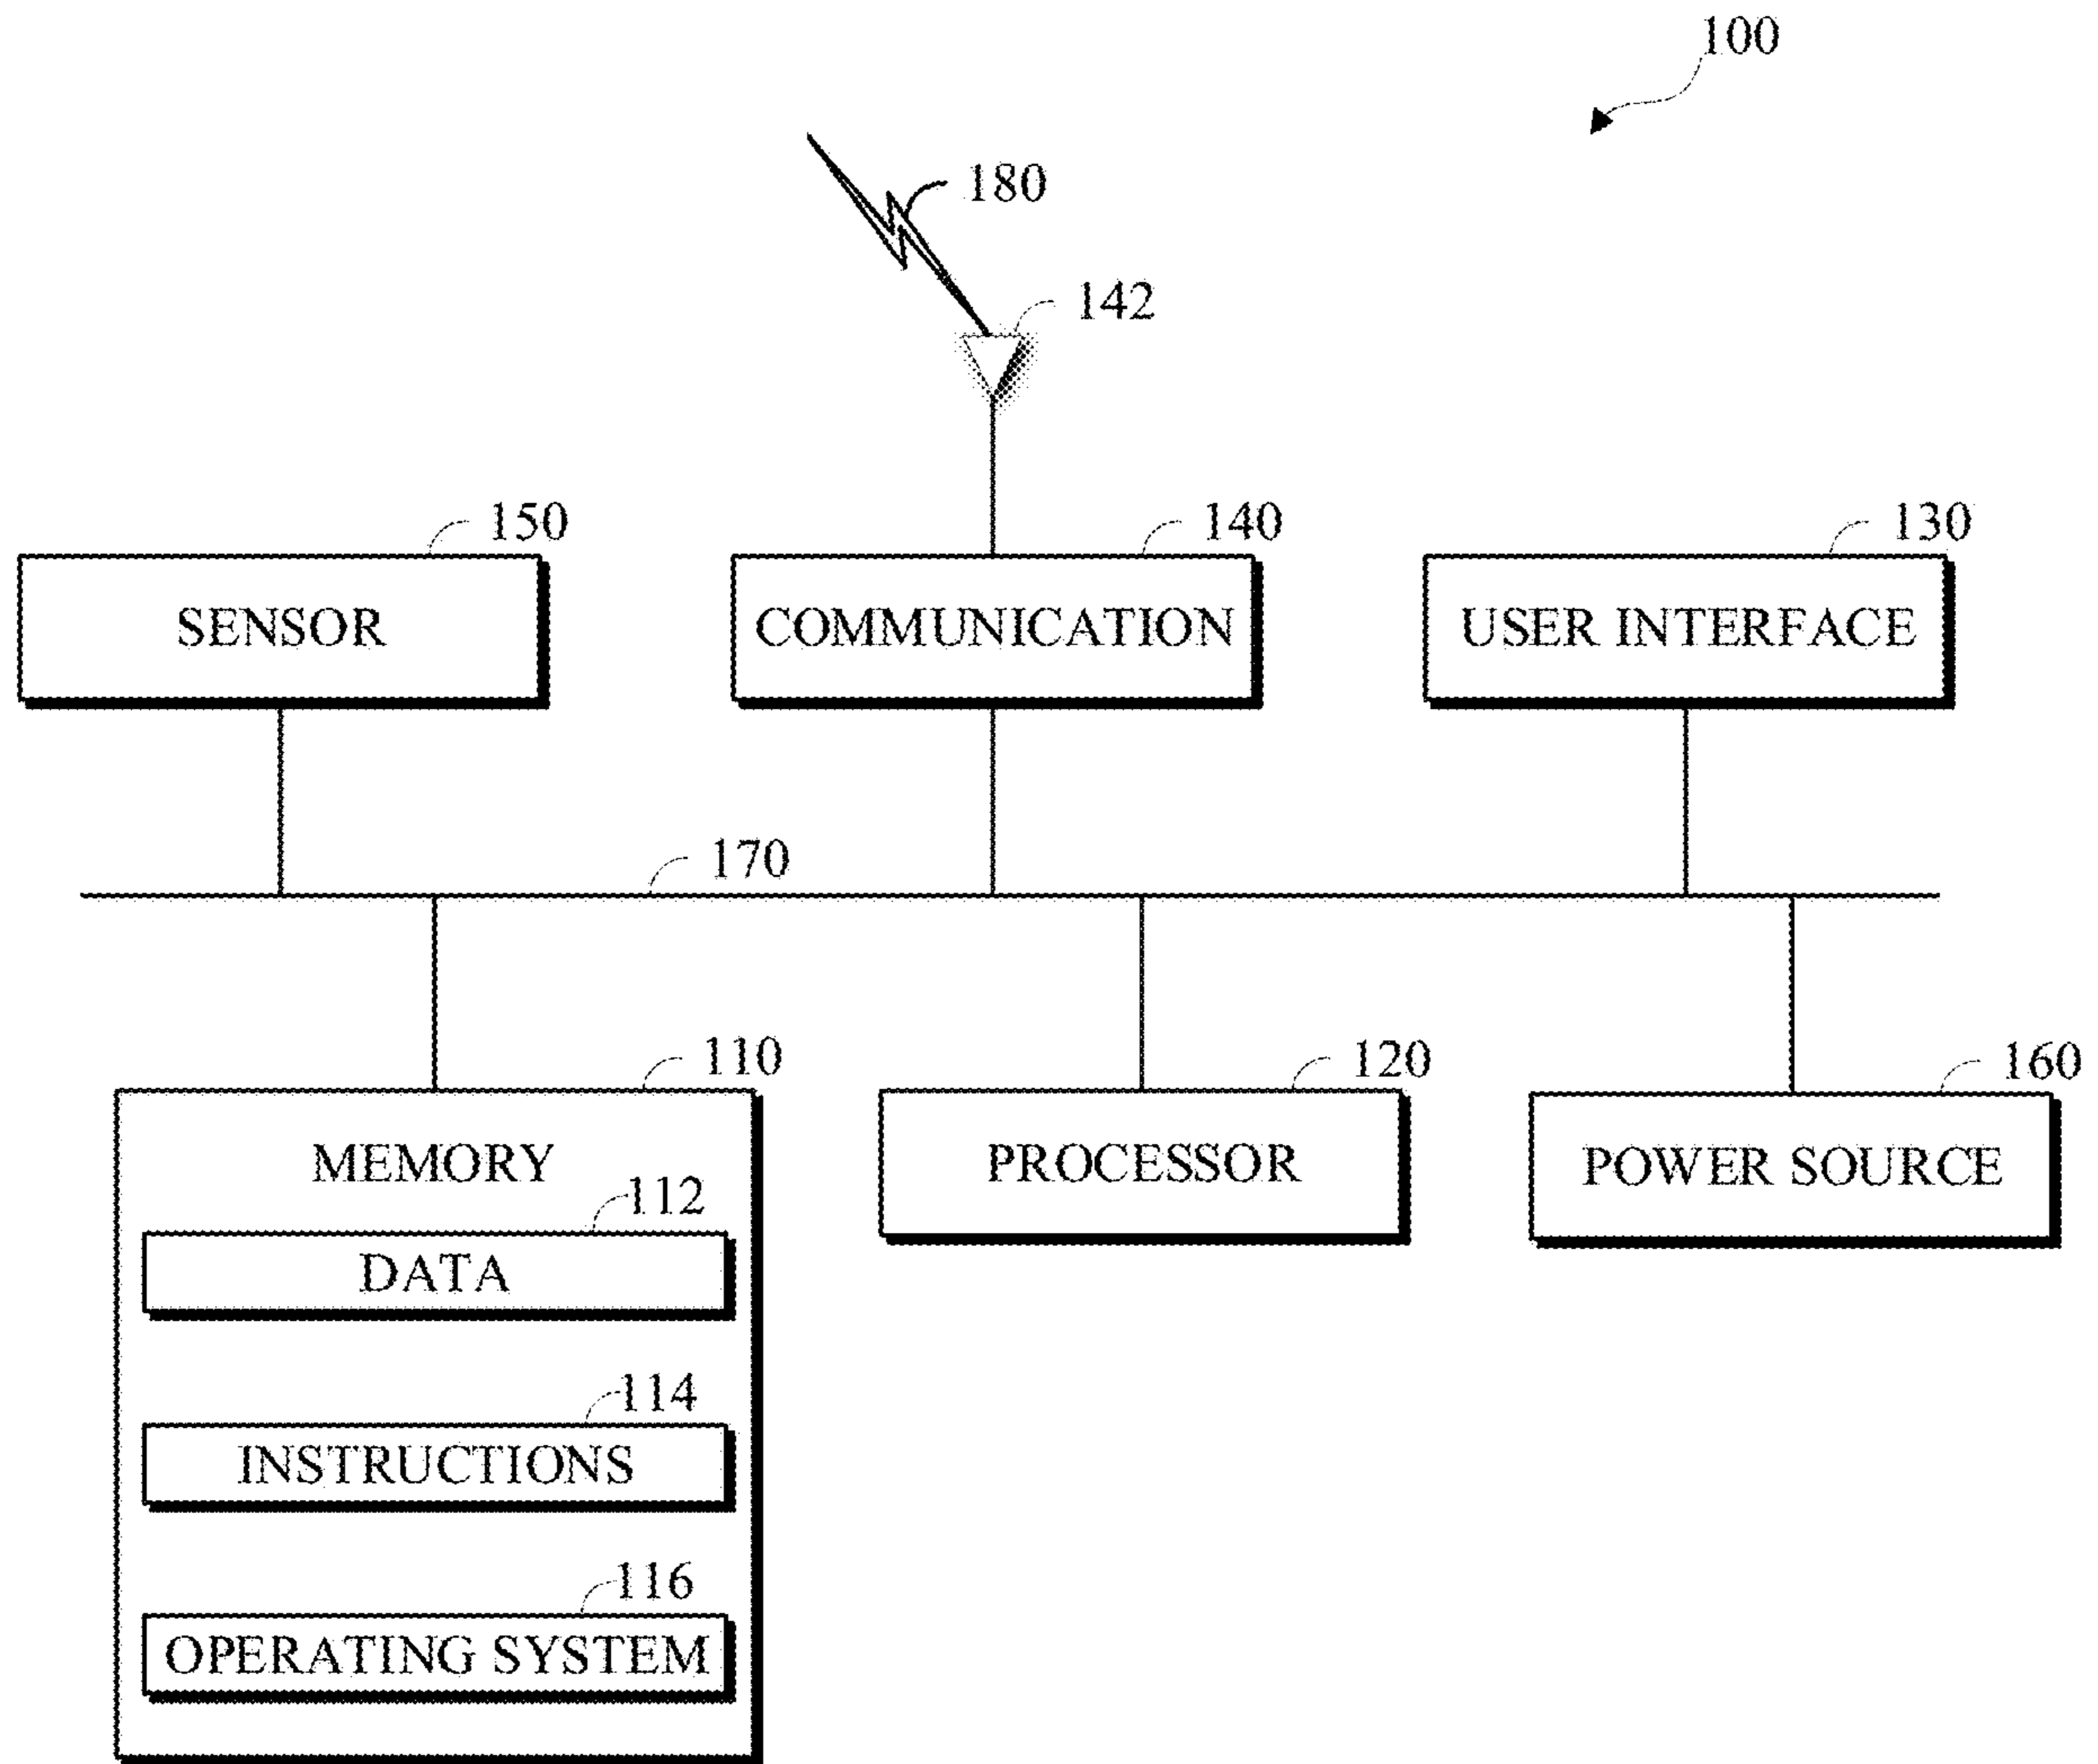 100
180
142
150
140
130
SENSOR
COMMUNICATION
USER INTERFACE
170
110
120
160
MEMORY
PROCESSOR
POWER SOURCE
112
DATA
114
INSTRUCTIONS
116
OPERATING SYSTEM